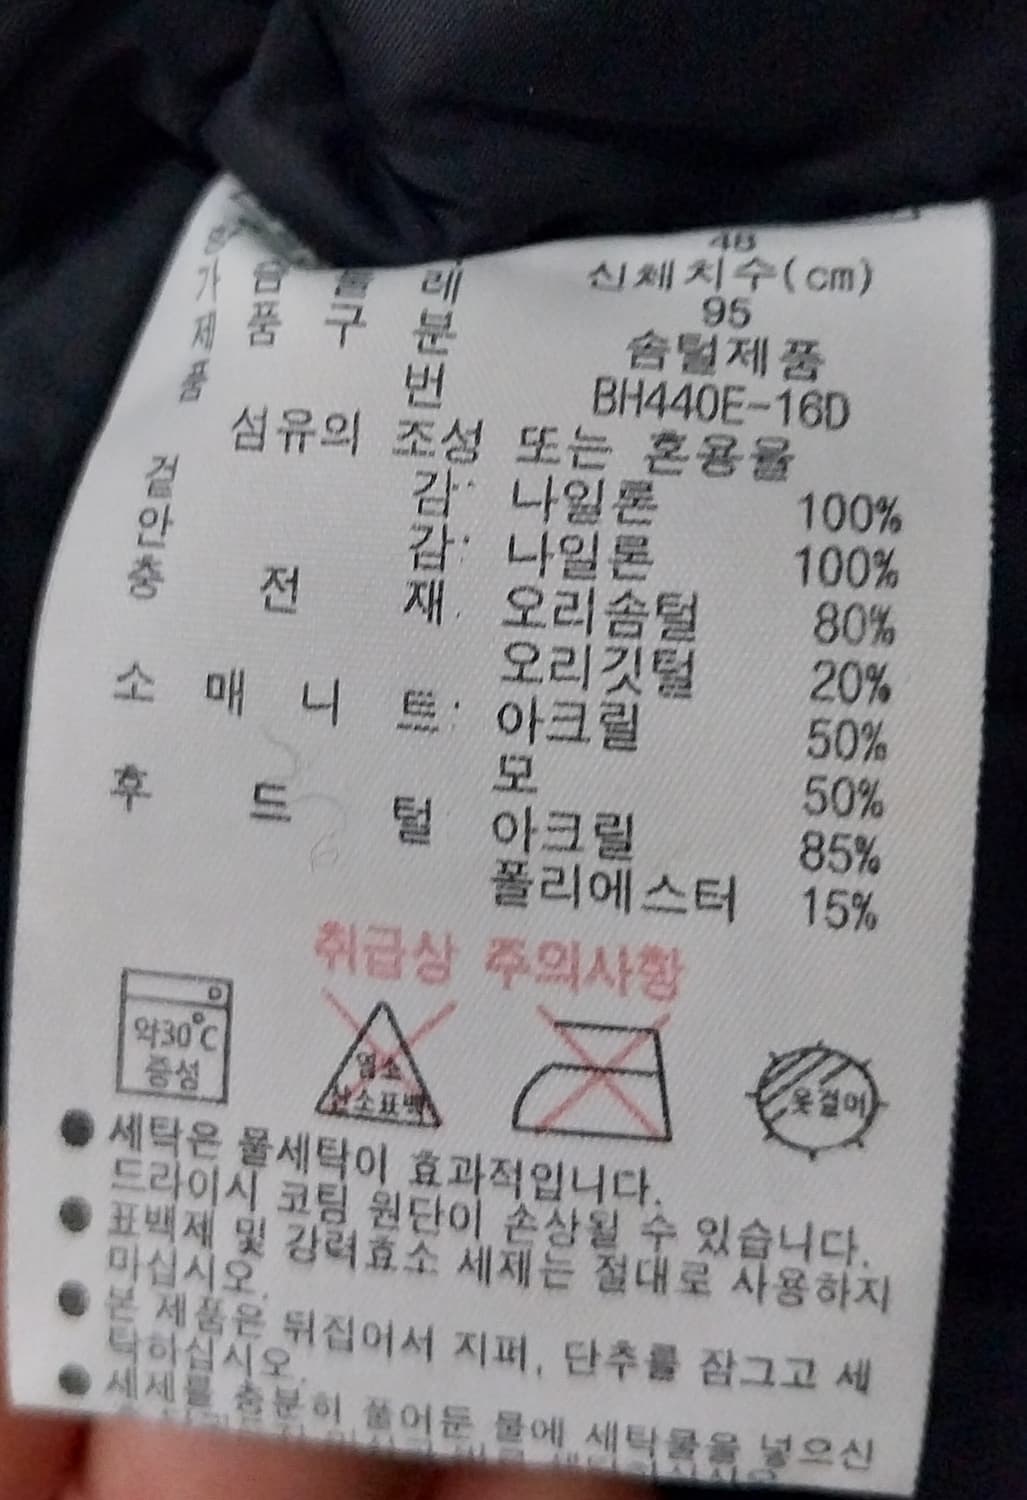 신체치수(cm)
95
솜털제품
제 품 구 분
품 번 BH440E-16D
섬유의 조성 또는 혼용율
겉 감: 나일론 100%
안 감: 나일론 100%
충 전 재: 오리솜털 80%
오리깃털 20%
소 매 니 트: 아크릴 50%
모 50%
후 드 털 아크릴 85%
폴리에스터 15%
취급상 주의사항
약30℃
중성
염소
산소표백
옷걸이
● 세탁은 물세탁이 효과적입니다.
드라이시 코팅 원단이 손상될 수 있습니다.
● 표백제 및 강력효소 세제는 절대로 사용하지
마십시오.
● 본 제품은 뒤집어서 지퍼, 단추를 잠그고 세
탁하십시오.
● 세제를 충분히 풀어둔 물에 세탁물을 넣으신